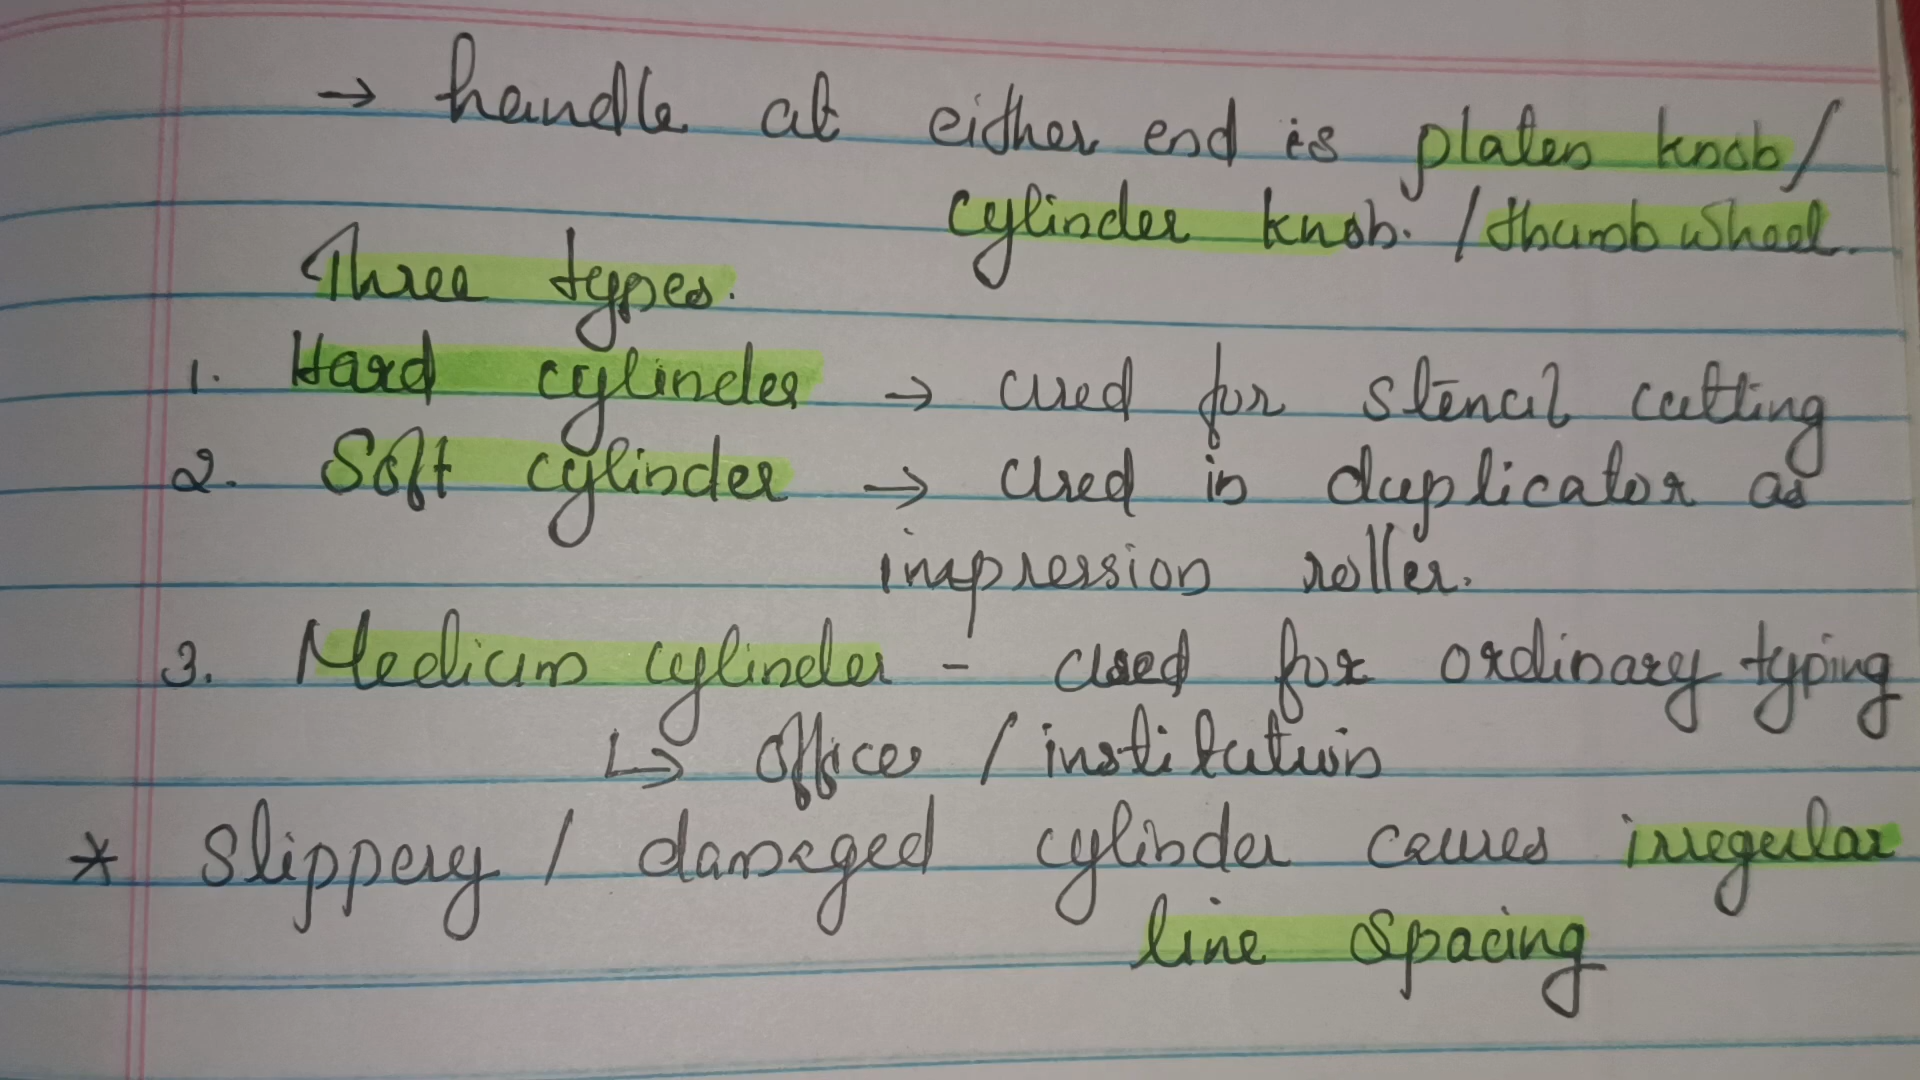 → handle at either end is platen knob/
cylinder knob. / thumb wheel.
Three types.
1. Hard cylinder → used for stencil cutting
2. Soft cylinder → used in duplicator as
impression roller.
3. Medium cylinder - used for ordinary typing
↳ offices / institution
* Slippery / damaged cylinder causes irregular
line spacing